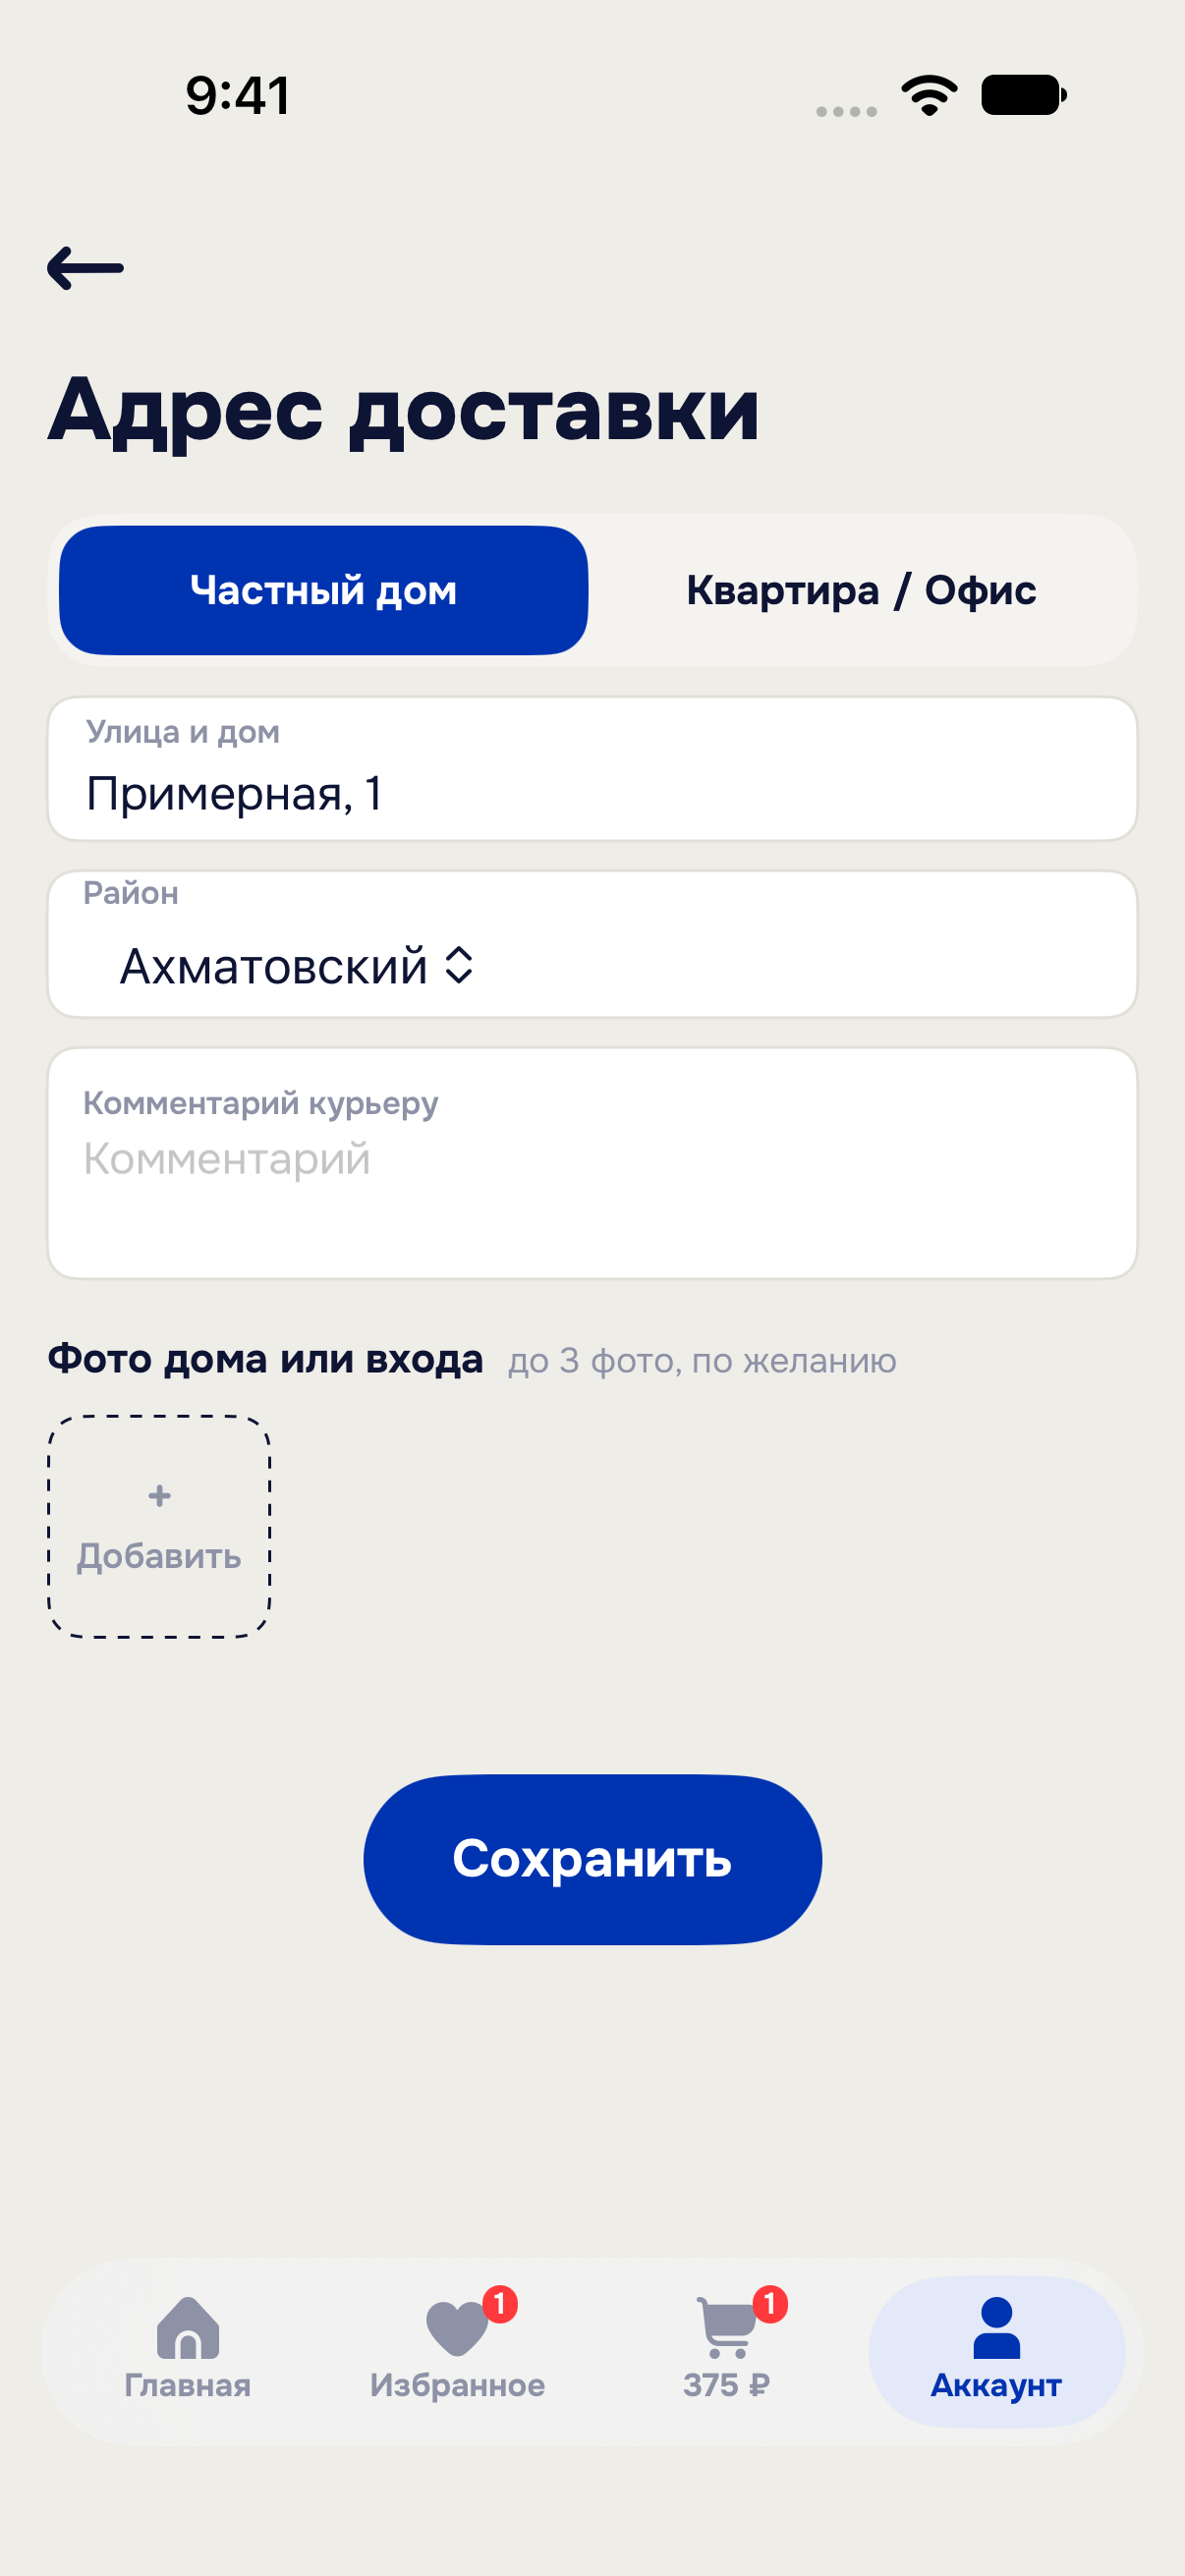 9:41
Адрес доставки
Частный дом
Квартира / Офис
Улица и дом
Примерная, 1
Район
Ахматовский
Комментарий курьеру
Комментарий
Фото дома или входа до 3 фото, по желанию
+
Добавить
Сохранить
1
1
Главная
Избранное
375 ₽
Аккаунт